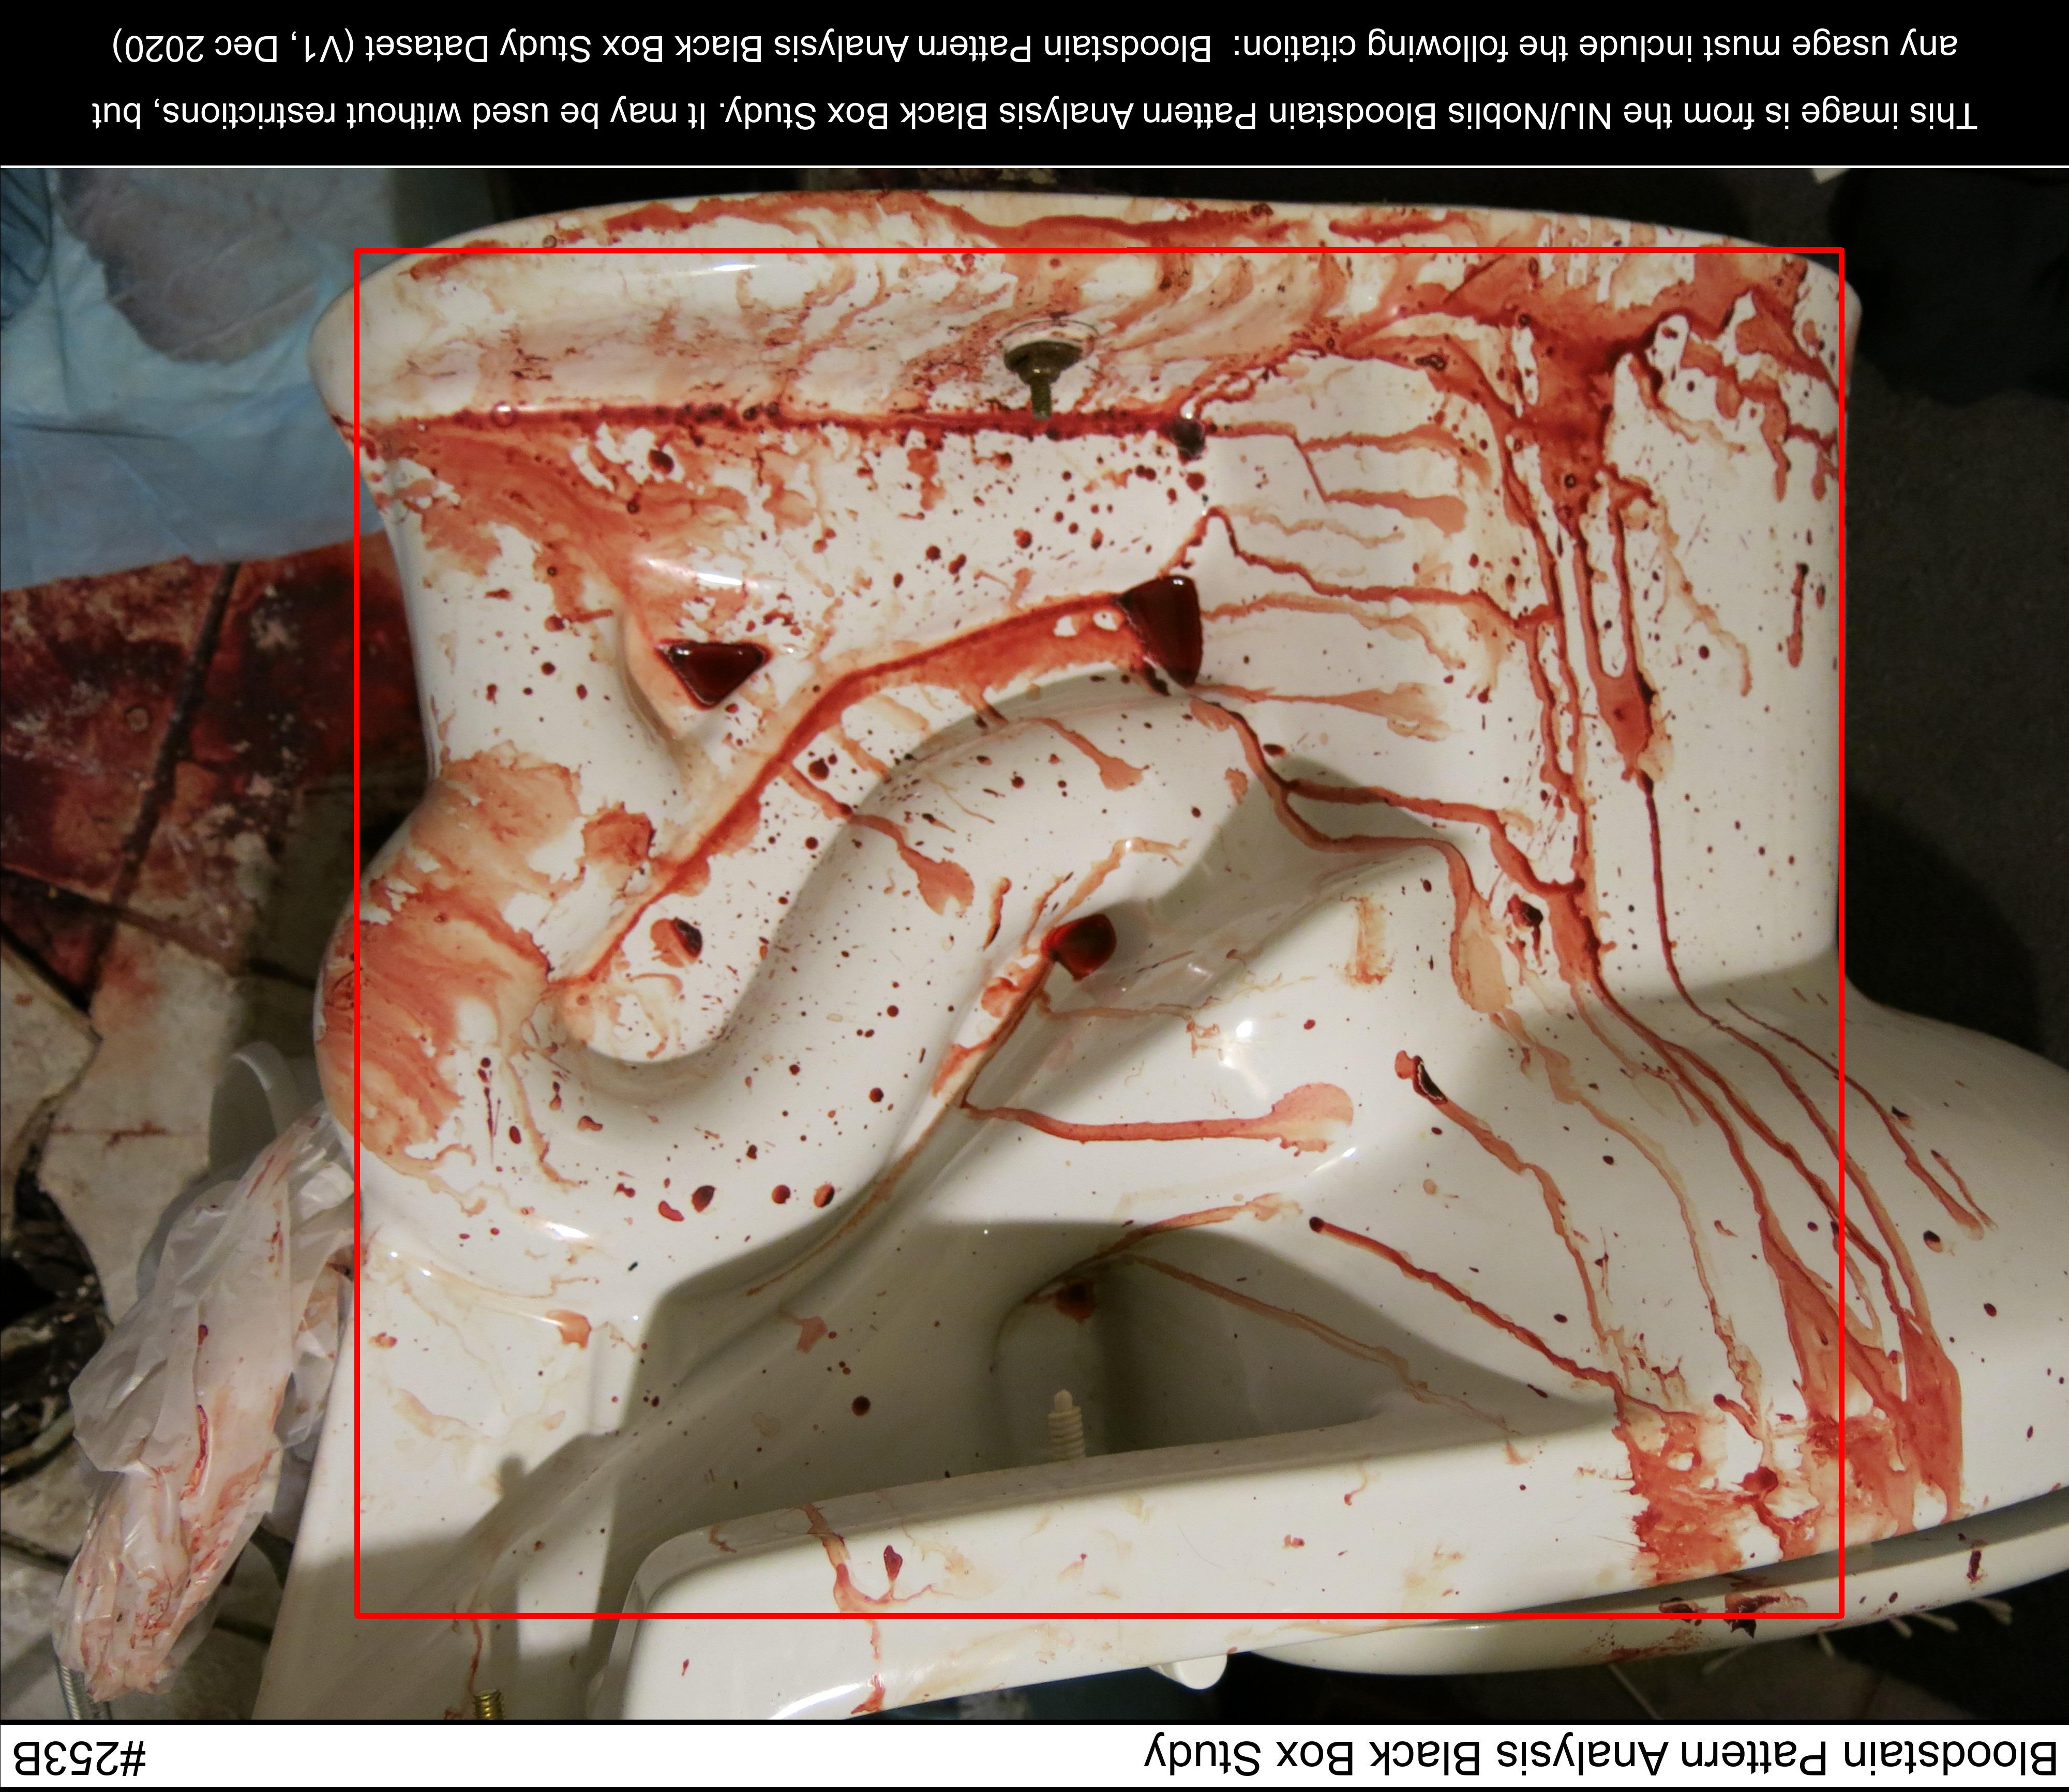 Bloodstain Pattern Analysis Black Box Study #253B
This image is from the NIJ/Noblis Bloodstain Pattern Analysis Black Box Study. It may be used without restrictions, but
any usage must include the following citation: Bloodstain Pattern Analysis Black Box Study Dataset (V1, Dec 2020)